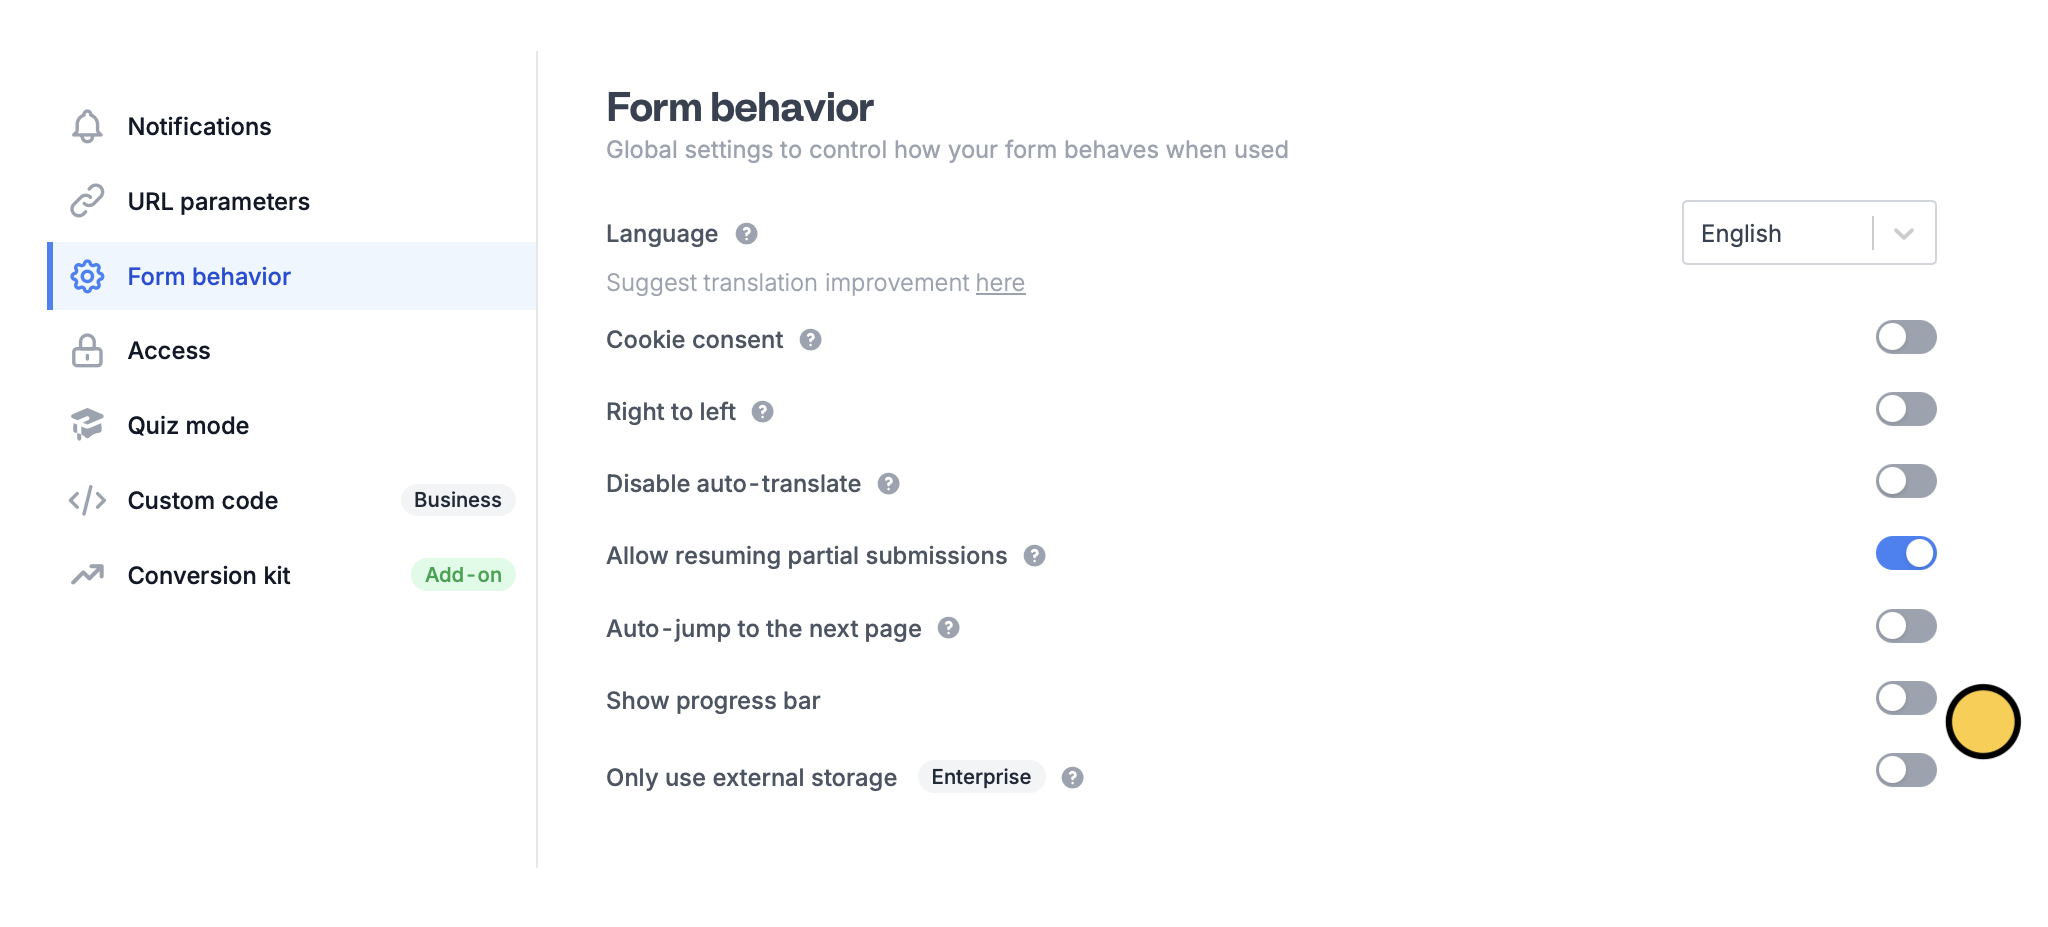 Notifications
URL parameters
Form behavior
Access
Quiz mode
Custom code Business
Conversion kit Add-on
Form behavior
Global settings to control how your form behaves when used
Language ?
English
Suggest translation improvement here
Cookie consent ?
Right to left ?
Disable auto-translate ?
Allow resuming partial submissions ?
Auto-jump to the next page ?
Show progress bar
Only use external storage Enterprise ?